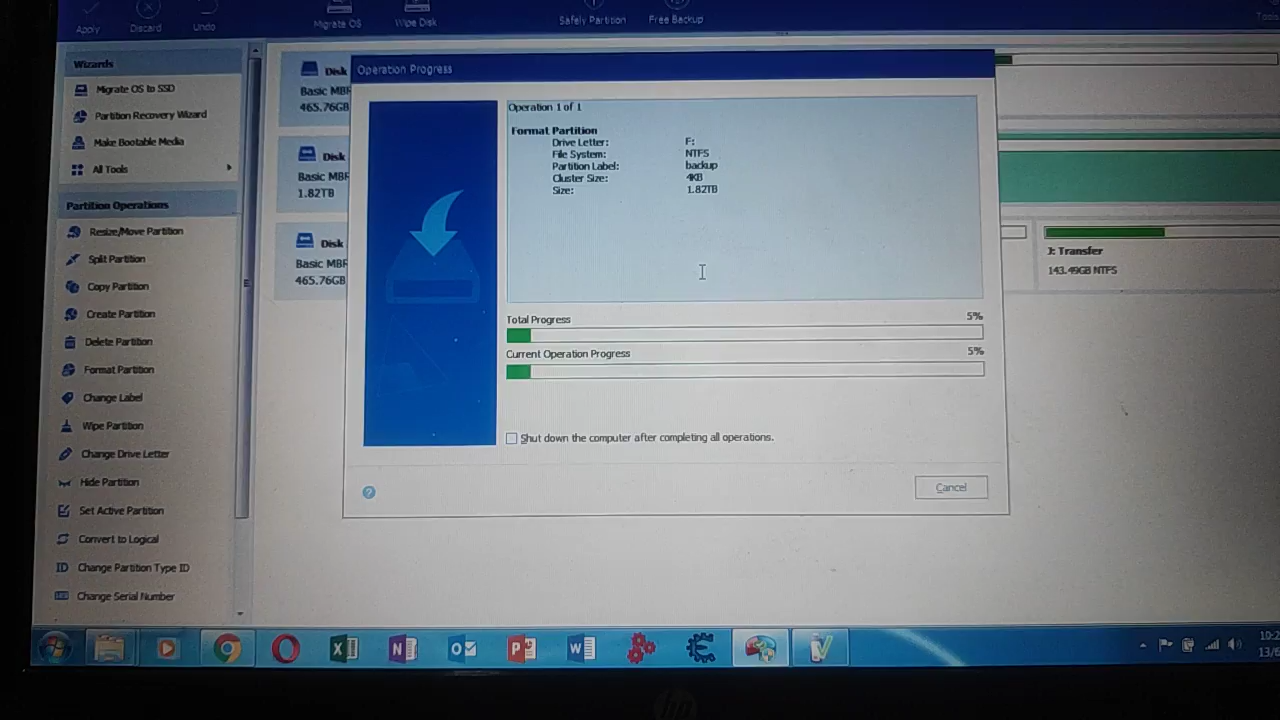 Apply
Discard
Undo
Migrate OS
Wipe Disk
Safely Partition
Free Backup
Wizards
Migrate OS to SSD
Partition Recovery Wizard
Make Bootable Media
All Tools
Partition Operations
Resize/Move Partition
Split Partition
Copy Partition
Create Partition
Delete Partition
Format Partition
Change Label
Wipe Partition
Change Drive Letter
Hide Partition
Set Active Partition
Convert to Logical
ID Change Partition Type ID
Change Serial Number
Disk
Basic MBR
465.76GB
Disk
Basic MBR
1.82TB
Disk
Basic MBR
465.76GB
Operation Progress
Operation 1 of 1
Format Partition
Drive Letter: F:
File System: NTFS
Partition Label: backup
Cluster Size: 4KB
Size: 1.82TB
Total Progress 5%
Current Operation Progress 5%
Shut down the computer after completing all operations.
Cancel
J: Transfer
143.49GB NTFS
hp